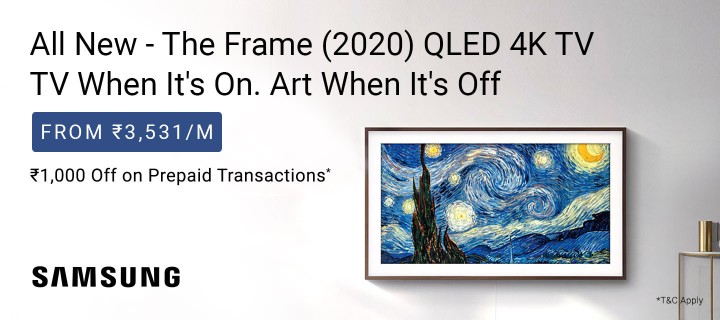 All New - The Frame (2020) QLED 4K TV
TV When It's On. Art When It's Off
FROM ₹3,531/M
₹1,000 Off on Prepaid Transactions*
SAMSUNG
*T&C Apply